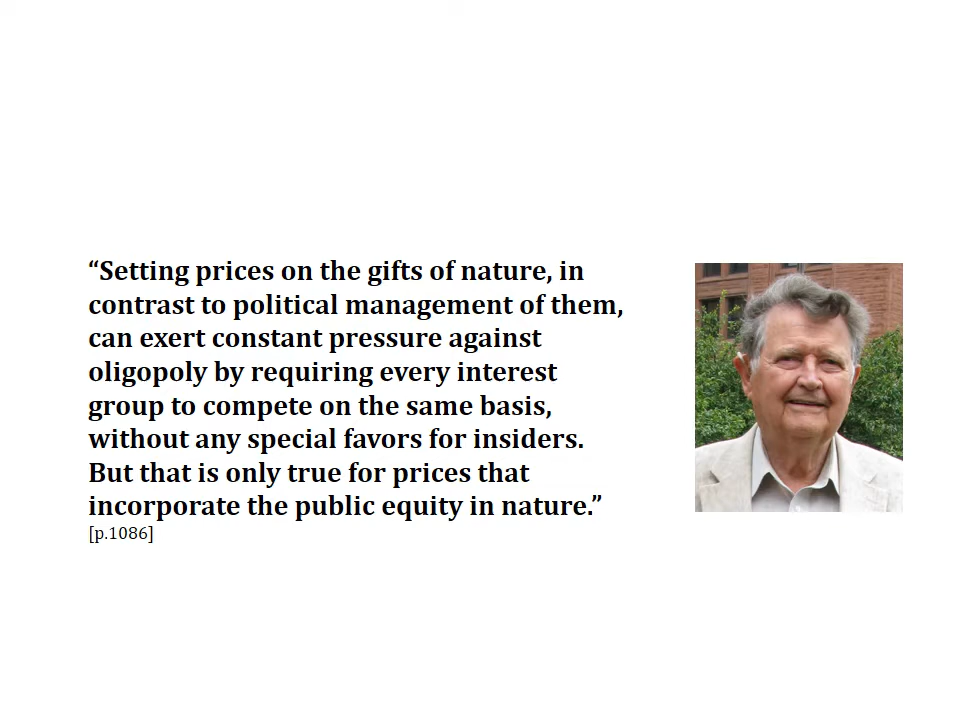 “Setting prices on the gifts of nature, in
contrast to political management of them,
can exert constant pressure against
oligopoly by requiring every interest
group to compete on the same basis,
without any special favors for insiders.
But that is only true for prices that
incorporate the public equity in nature.”
[p.1086]